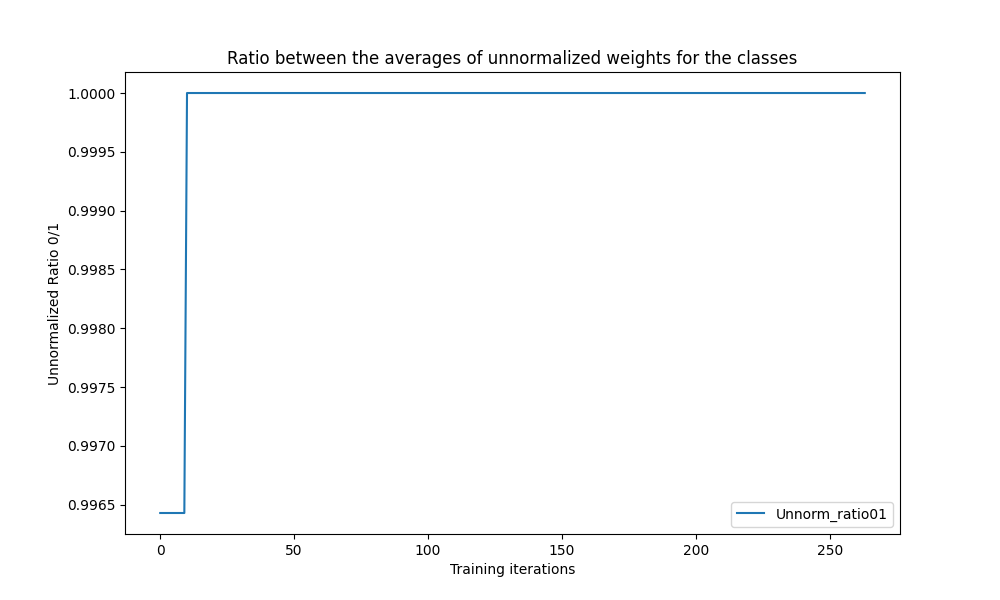 Ratio between the averages of unnormalized weights for the classes
Unnormalized Ratio 0/1
1.0000
0.9995
0.9990
0.9985
0.9980
0.9975
0.9970
0.9965
Unnorm_ratio01
0 50 100 150 200 250
Training iterations